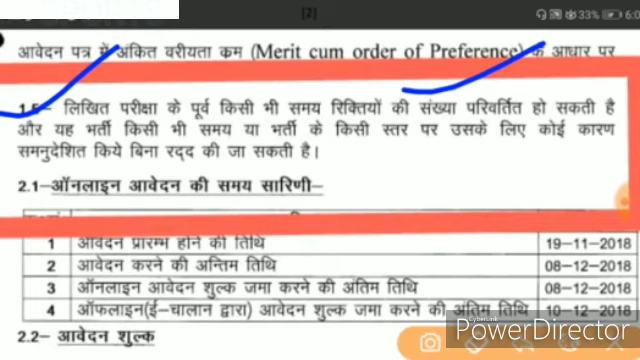 [2]
33%
6:0
आवेदन पत्र में अंकित वरीयता क्रम (Merit cum order of Preference) के आधार पर
लिखित परीक्षा के पूर्व किसी भी समय रिक्तियों की संख्या परिवर्तित हो सकती है
और यह भर्ती किसी भी समय या भर्ती के किसी स्तर पर उसके लिए कोई कारण
समनुदेशित किये बिना रद्द की जा सकती है।
2.1–ऑनलाइन आवेदन की समय सारिणी–
1 आवेदन प्रारम्भ होने की तिथि 19–11–2018
2 आवेदन करने की अन्तिम तिथि 08–12–2018
3 ऑनलाइन आवेदन शुल्क जमा करने की अंतिम तिथि 08–12–2018
4 ऑफलाइन(ई–चालान द्वारा) आवेदन शुल्क जमा करने की अंतिम तिथि 10–12–2018
2.2– आवेदन शुल्क
CyberLink
PowerDirector